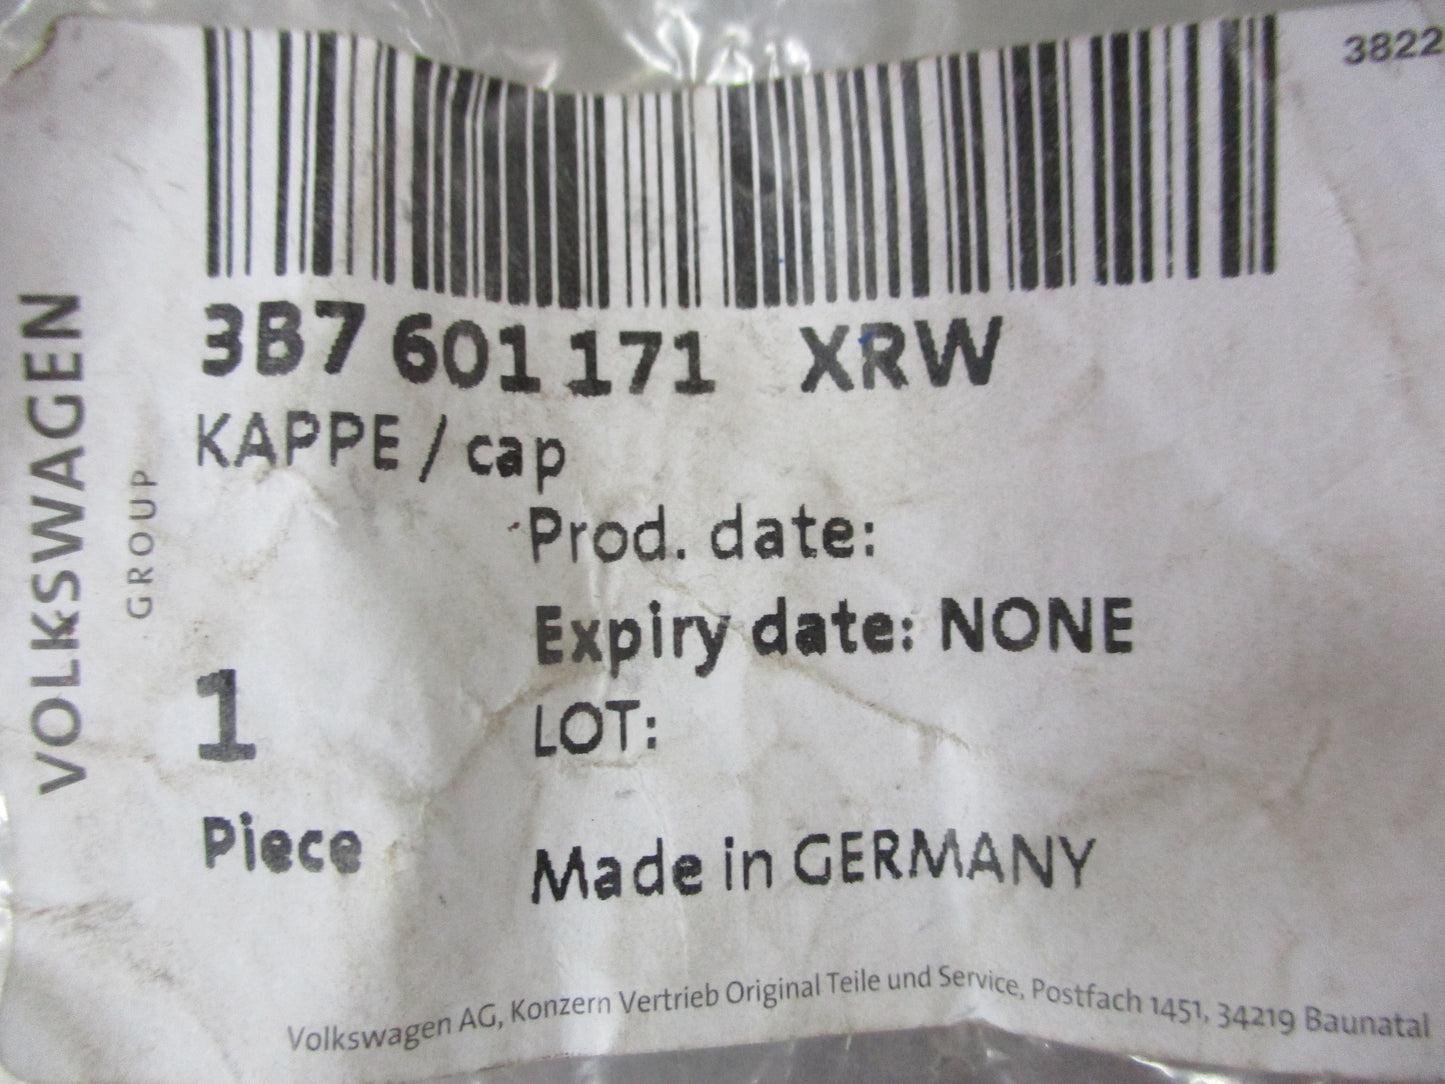 3822
3B7 601 171 XRW
KAPPE / cap
Prod. date:
Expiry date: NONE
LOT:
1
Piece
Made in GERMANY
Volkswagen AG, Konzern Vertrieb Original Teile und Service, Postfach 1451, 34219 Baunatal
VOLKSWAGEN
GROUP